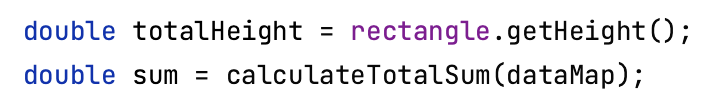 double totalHeight = rectangle.getHeight();
double sum = calculateTotalSum(dataMap);